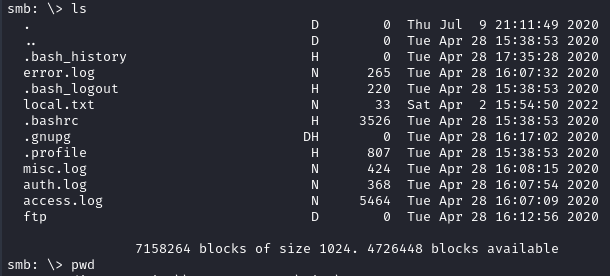 smb: \> ls
. D 0 Thu Jul 9 21:11:49 2020
.. D 0 Tue Apr 28 15:38:53 2020
.bash_history H 0 Tue Apr 28 17:35:28 2020
error.log N 265 Tue Apr 28 16:07:32 2020
.bash_logout H 220 Tue Apr 28 15:38:53 2020
local.txt N 33 Sat Apr 2 15:54:50 2022
.bashrc H 3526 Tue Apr 28 15:38:53 2020
.gnupg DH 0 Tue Apr 28 16:17:02 2020
.profile H 807 Tue Apr 28 15:38:53 2020
misc.log N 424 Tue Apr 28 16:08:15 2020
auth.log N 368 Tue Apr 28 16:07:54 2020
access.log N 5464 Tue Apr 28 16:07:09 2020
ftp D 0 Tue Apr 28 16:12:56 2020
7158264 blocks of size 1024. 4726448 blocks available
smb: \> pwd